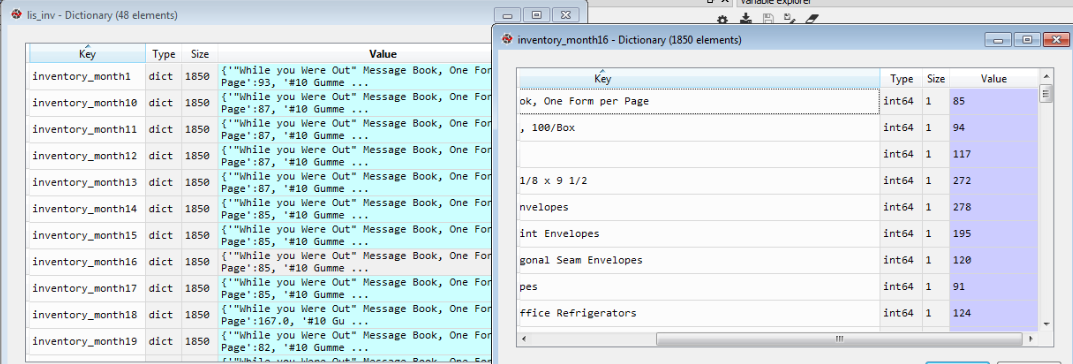 lis_inv - Dictionary (48 elements)
Variable explorer
Key Type Size Value
inventory_month1 dict 1850 {'"While you Were Out" Message Book, One For
Page':93, '#10 Gumme ...
inventory_month10 dict 1850 {'"While you Were Out" Message Book, One For
Page':87, '#10 Gumme ...
inventory_month11 dict 1850 {'"While you Were Out" Message Book, One For
Page':87, '#10 Gumme ...
inventory_month12 dict 1850 {'"While you Were Out" Message Book, One For
Page':87, '#10 Gumme ...
inventory_month13 dict 1850 {'"While you Were Out" Message Book, One For
Page':87, '#10 Gumme ...
inventory_month14 dict 1850 {'"While you Were Out" Message Book, One For
Page':85, '#10 Gumme ...
inventory_month15 dict 1850 {'"While you Were Out" Message Book, One For
Page':85, '#10 Gumme ...
inventory_month16 dict 1850 {'"While you Were Out" Message Book, One For
Page':85, '#10 Gumme ...
inventory_month17 dict 1850 {'"While you Were Out" Message Book, One For
Page':85, '#10 Gumme ...
inventory_month18 dict 1850 {'"While you Were Out" Message Book, One For
Page':167.0, '#10 Gu ...
inventory_month19 dict 1850 {'"While you Were Out" Message Book, One For
Page':82, '#10 Gumme ...
inventory_month16 - Dictionary (1850 elements)
Key Type Size Value
ok, One Form per Page int64 1 85
, 100/Box int64 1 94
int64 1 117
1/8 x 9 1/2 int64 1 272
nvelopes int64 1 278
int Envelopes int64 1 195
gonal Seam Envelopes int64 1 120
pes int64 1 91
ffice Refrigerators int64 1 124